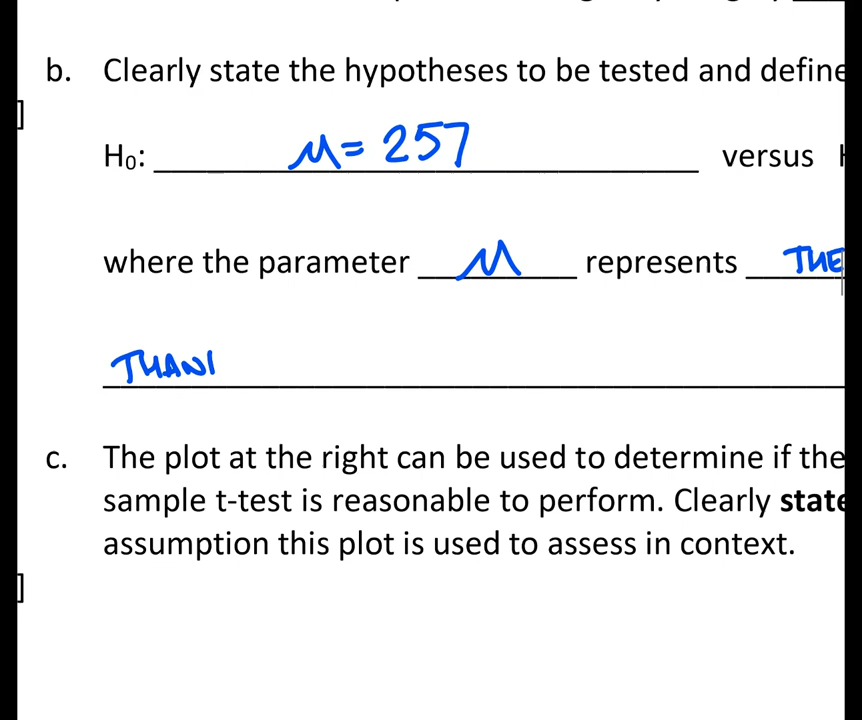 b. Clearly state the hypotheses to be tested and define
]
H₀: μ = 257 versus H
where the parameter μ represents THE
THANI
c. The plot at the right can be used to determine if the
sample t-test is reasonable to perform. Clearly state
assumption this plot is used to assess in context.
]